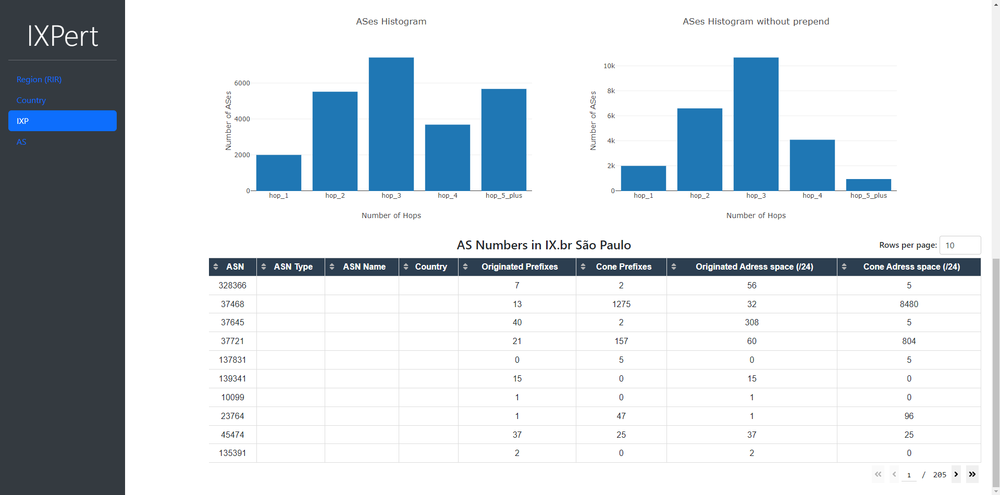 IXPert
Region (RIR)
Country
IXP
AS
ASes Histogram
Number of ASes
6000
4000
2000
0
hop_1 hop_2 hop_3 hop_4 hop_5_plus
Number of Hops
ASes Histogram without prepend
Number of ASes
10k
8k
6k
4k
2k
0
hop_1 hop_2 hop_3 hop_4 hop_5_plus
Number of Hops
AS Numbers in IX.br São Paulo
Rows per page: 10
ASN ASN Type ASN Name Country Originated Prefixes Cone Prefixes Originated Adress space (/24) Cone Adress space (/24)
328366 7 2 56 5
37468 13 1275 32 8480
37645 40 2 308 5
37721 21 157 60 804
137831 0 5 0 5
139341 15 0 15 0
10099 1 0 1 0
23764 1 47 1 96
45474 37 25 37 25
135391 2 0 2 0
1 / 205